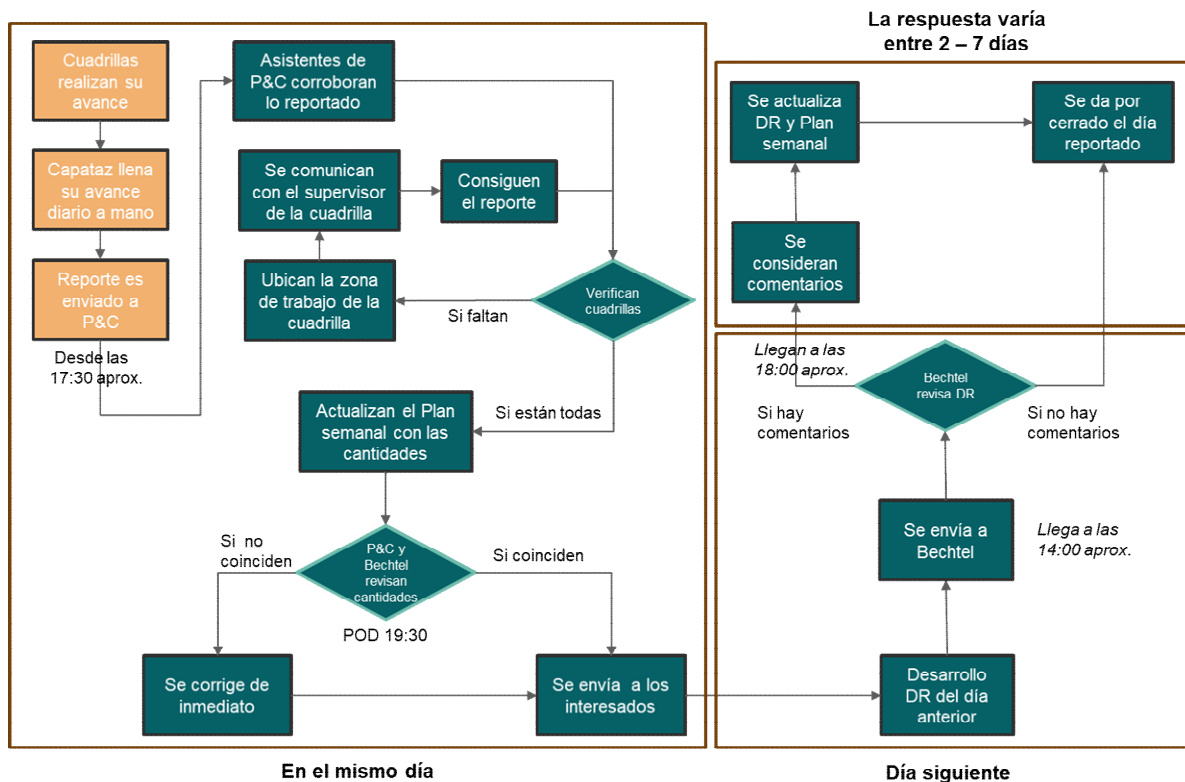 Cuadrillas
realizan su
avance
Capataz llena
su avance
diario a mano
Reporte es
enviado a
P&C
Desde las
17:30 aprox.
Asistentes de
P&C corroboran
lo reportado
Se comunican
con el supervisor
de la cuadrilla
Consiguen
el reporte
Ubican la zona
de trabajo de la
cuadrilla
Si faltan
Verifican
cuadrillas
Si están todas
Actualizan el Plan
semanal con las
cantidades
Si no
coinciden
P&C y
Bechtel
revisan
cantidades
Si coinciden
POD 19:30
Se corrige de
inmediato
Se envía a los
interesados
En el mismo día
La respuesta varía
entre 2 – 7 días
Se actualiza
DR y Plan
semanal
Se da por
cerrado el día
reportado
Se
consideran
comentarios
Llegan a las
18:00 aprox.
Bechtel
revisa DR
Si hay
comentarios
Si no hay
comentarios
Se envía a
Bechtel
Llega a las
14:00 aprox.
Desarrollo
DR del día
anterior
Día siguiente